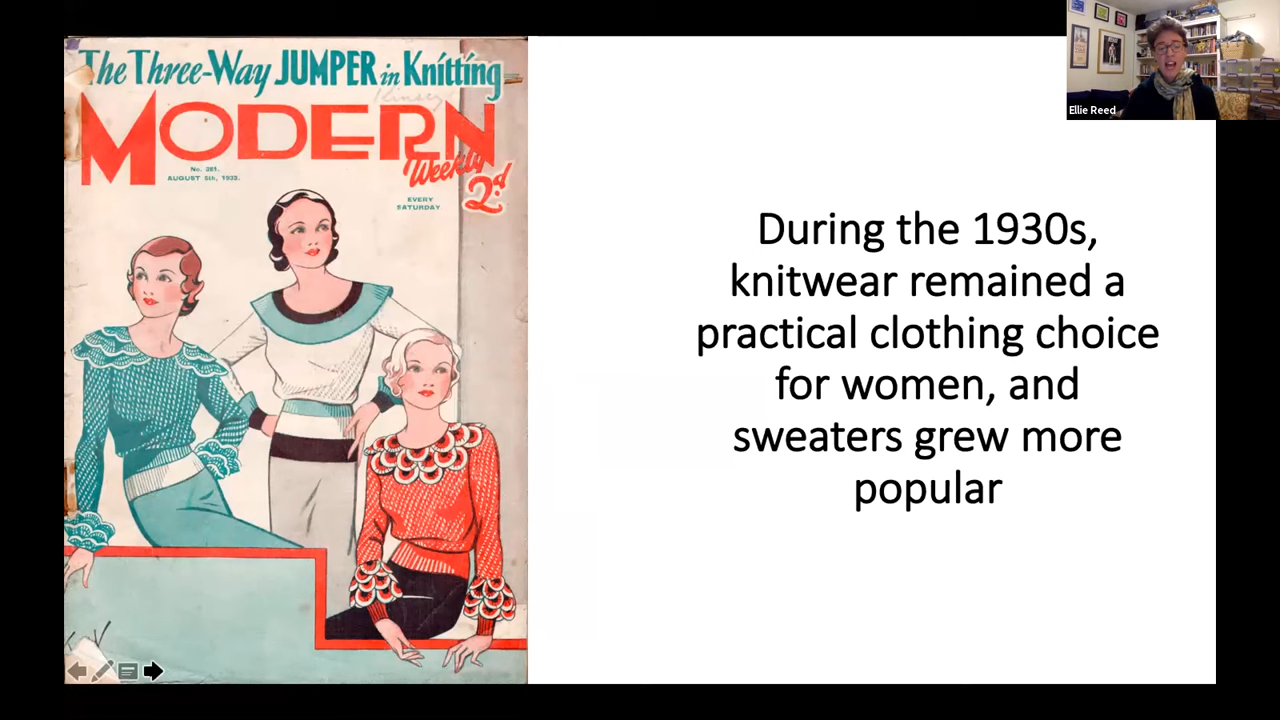 The Three-Way JUMPER in Knitting
MODERN
Weekly
No. 281.
AUGUST 5th, 1933.
EVERY
SATURDAY
2d.
Ellie Reed
During the 1930s,
knitwear remained a
practical clothing choice
for women, and
sweaters grew more
popular